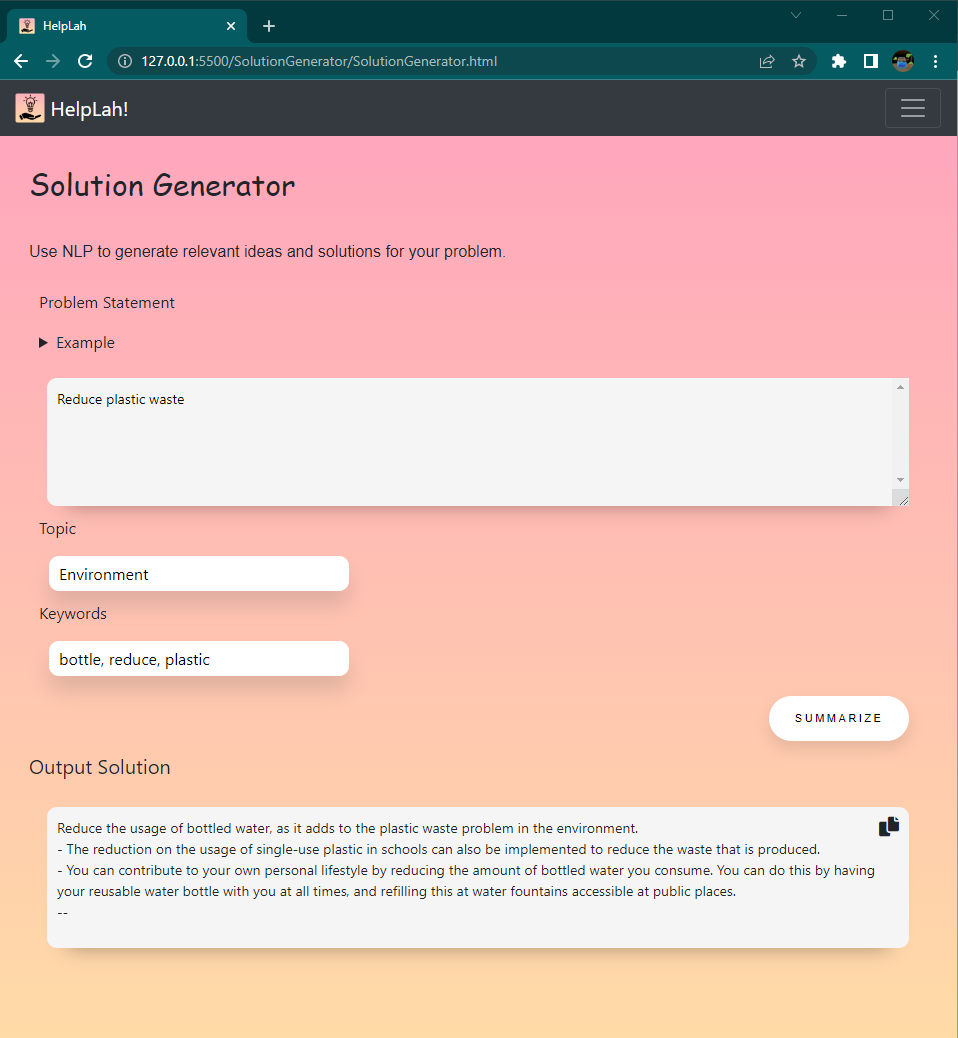 HelpLah
127.0.0.1:5500/SolutionGenerator/SolutionGenerator.html
HelpLah!
Solution Generator
Use NLP to generate relevant ideas and solutions for your problem.
Problem Statement
Example
Reduce plastic waste
Topic
Environment
Keywords
bottle, reduce, plastic
SUMMARIZE
Output Solution
Reduce the usage of bottled water, as it adds to the plastic waste problem in the environment.
- The reduction on the usage of single-use plastic in schools can also be implemented to reduce the waste that is produced.
- You can contribute to your own personal lifestyle by reducing the amount of bottled water you consume. You can do this by having
your reusable water bottle with you at all times, and refilling this at water fountains accessible at public places.
--